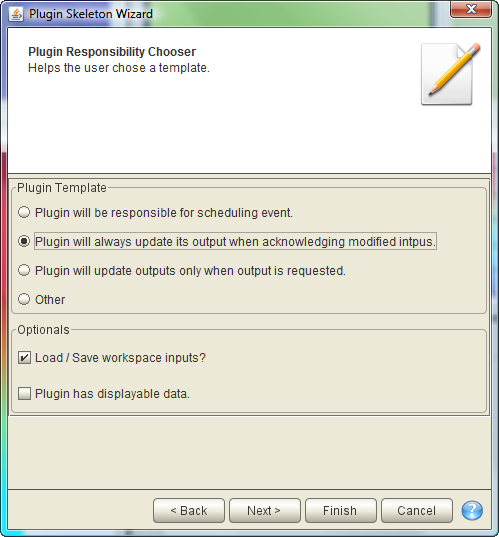 Plugin Skeleton Wizard
Plugin Responsibility Chooser
Helps the user chose a template.
Plugin Template
Plugin will be responsible for scheduling event.
Plugin will always update its output when acknowledging modified intpus.
Plugin will update outputs only when output is requested.
Other
Optionals
Load / Save workspace inputs?
Plugin has displayable data.
< Back Next > Finish Cancel ?